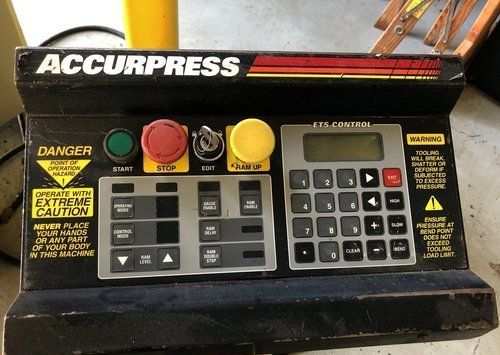 ACCURPRESS
DANGER
POINT OF
OPERATION
HAZARD
OPERATE WITH
EXTREME
CAUTION
NEVER PLACE
YOUR HANDS
OR ANY PART
OF YOUR BODY
IN THIS MACHINE
START
STOP
EDIT
RAM UP
OPERATING
MODE
GAUGE
ENABLE
RAM
ENABLE
CONTROL
MODE
RAM
DELAY
RAM
LEVEL
RAM
DOUBLE
STOP
ETS CONTROL
1 2 3 EXIT
4 5 6 HIGH
7 8 9 + SLOW
. 0 CLEAR - BEND
WARNING
TOOLING
WILL BREAK,
SHATTER OR
DEFORM IF
SUBJECTED
TO EXCESS
PRESSURE.
ENSURE
PRESSURE AT
BEND POINT
DOES NOT
EXCEED
TOOLING
LOAD LIMIT.